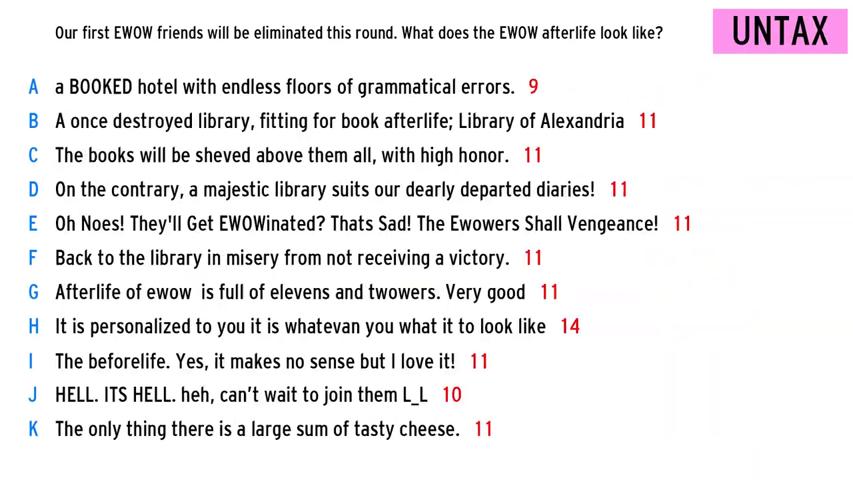 Our first EWOW friends will be eliminated this round. What does the EWOW afterlife look like?
UNTAX
A a BOOKED hotel with endless floors of grammatical errors. 9
B A once destroyed library, fitting for book afterlife; Library of Alexandria 11
C The books will be sheved above them all, with high honor. 11
D On the contrary, a majestic library suits our dearly departed diaries! 11
E Oh Noes! They'll Get EWOWinated? Thats Sad! The Ewowers Shall Vengeance! 11
F Back to the library in misery from not receiving a victory. 11
G Afterlife of ewow  is full of elevens and twowers. Very good 11
H It is personalized to you it is whatevan you what it to look like 14
I The beforelife. Yes, it makes no sense but I love it! 11
J HELL. ITS HELL. heh, can't wait to join them L_L 10
K The only thing there is a large sum of tasty cheese. 11